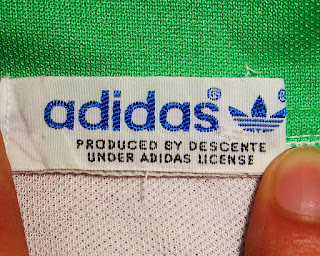 adidas® ®
PRODUCED BY DESCENTE
UNDER ADIDAS LICENSE